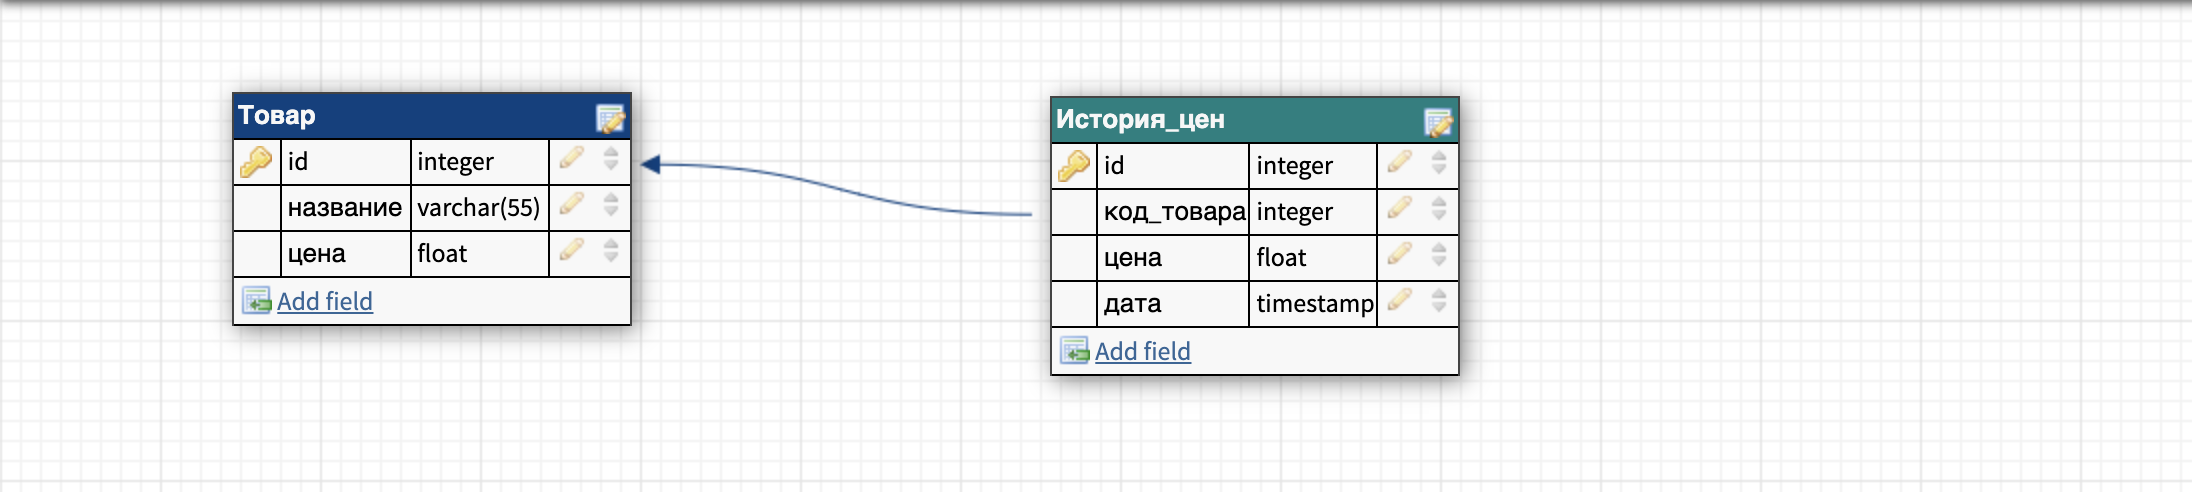 Товар
id integer
название varchar(55)
цена float
Add field
История_цен
id integer
код_товара integer
цена float
дата timestamp
Add field